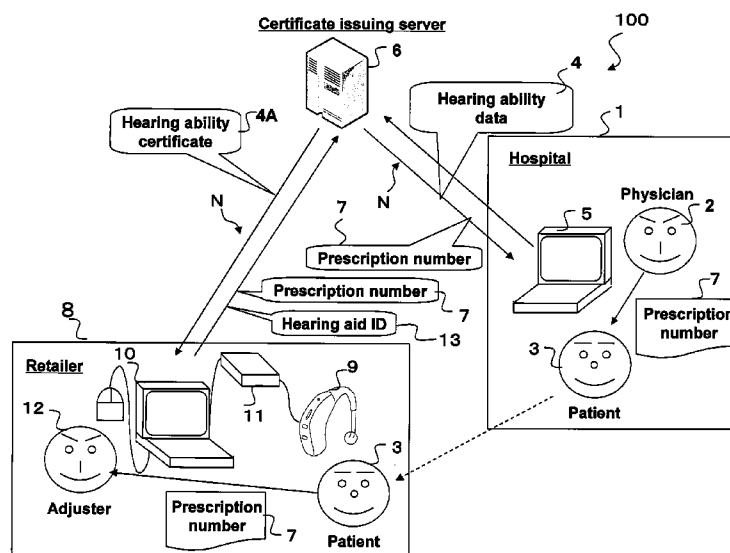 Certificate issuing server
6
100
4
Hearing ability
data
4A
Hearing ability
certificate
1
Hospital
Physician
5
2
N
N
7
Prescription number
7
Prescription
number
3
Patient
Prescription number
7
Hearing aid ID
13
8
Retailer
10
11
9
12
3
Adjuster
Prescription
number
7
Patient